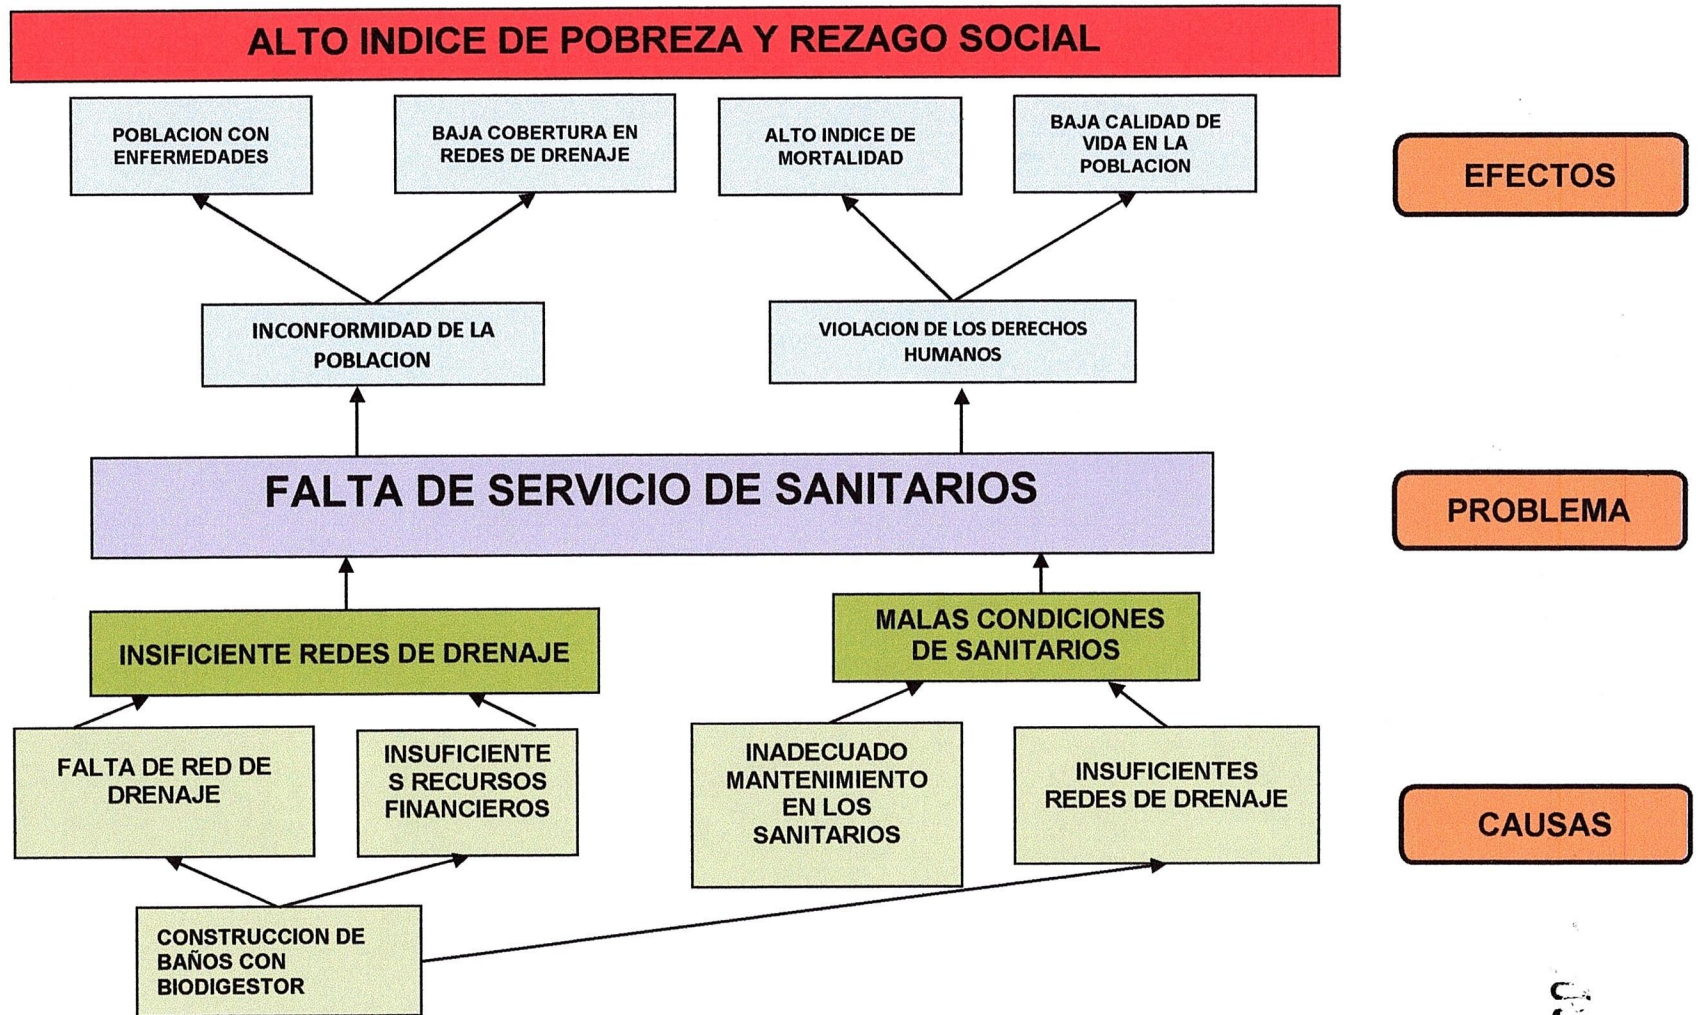 ALTO INDICE DE POBREZA Y REZAGO SOCIAL
POBLACION CON
ENFERMEDADES
BAJA COBERTURA EN
REDES DE DRENAJE
ALTO INDICE DE
MORTALIDAD
BAJA CALIDAD DE
VIDA EN LA
POBLACION
EFECTOS
INCONFORMIDAD DE LA
POBLACION
VIOLACION DE LOS DERECHOS
HUMANOS
FALTA DE SERVICIO DE SANITARIOS
PROBLEMA
INSIFICIENTE REDES DE DRENAJE
MALAS CONDICIONES
DE SANITARIOS
FALTA DE RED DE
DRENAJE
INSUFICIENTE
S RECURSOS
FINANCIEROS
INADECUADO
MANTENIMIENTO
EN LOS
SANITARIOS
INSUFICIENTES
REDES DE DRENAJE
CAUSAS
CONSTRUCCION DE
BAÑOS CON
BIODIGESTOR